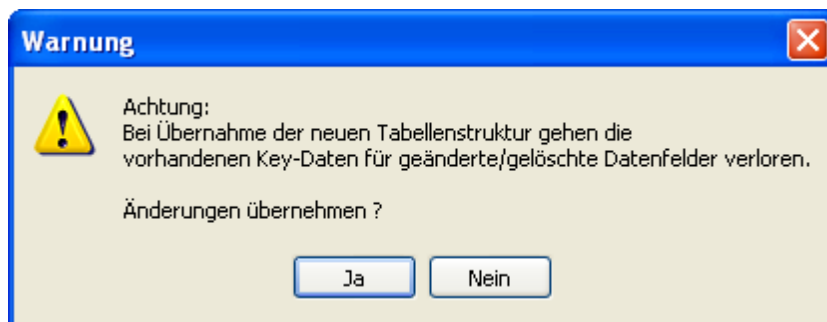 Warnung
Achtung:
Bei Übernahme der neuen Tabellenstruktur gehen die
vorhandenen Key-Daten für geänderte/gelöschte Datenfelder verloren.
Änderungen übernehmen ?
Ja
Nein